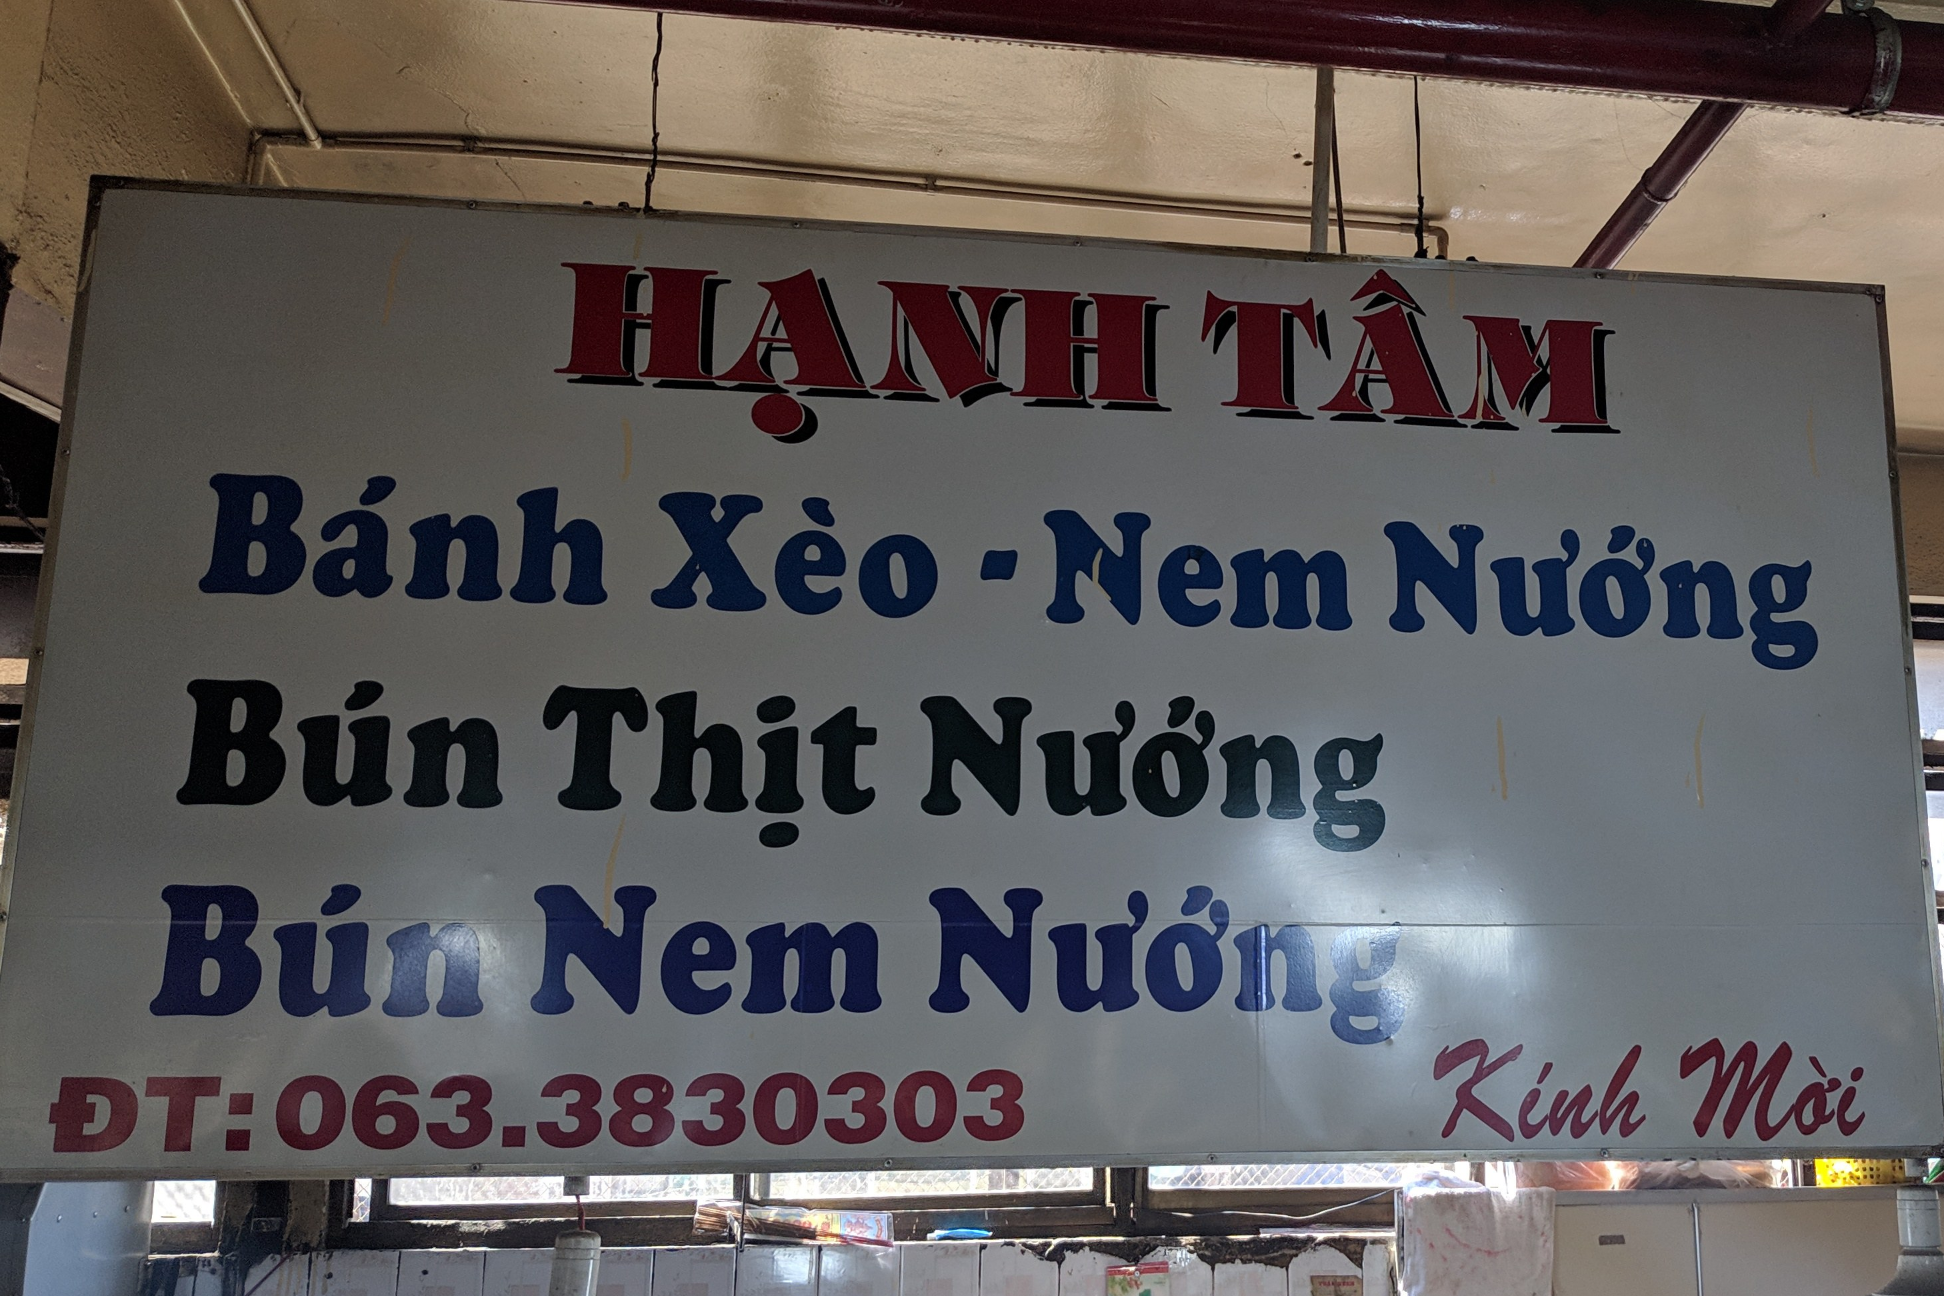 HẠNH TÂM
Bánh Xèo - Nem Nướng
Bún Thịt Nướng
Bún Nem Nướng
ĐT: 063.3830303
Kính Mời